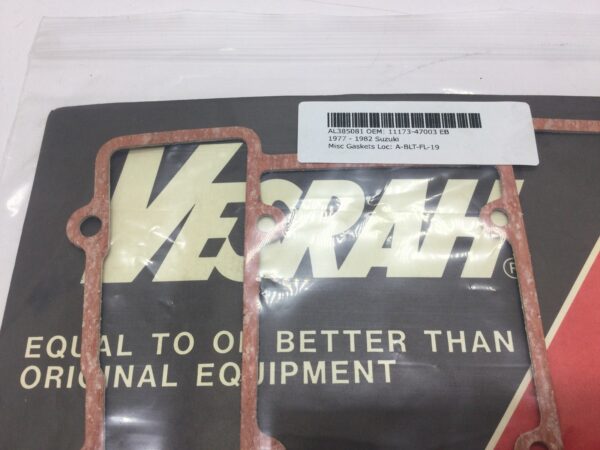 AL385081 OEM: 11173-47003 EB
1977 - 1982 Suzuki
Misc Gaskets Loc: A-BLT-FL-19
VESRAH®
EQUAL TO OR BETTER THAN
ORIGINAL EQUIPMENT